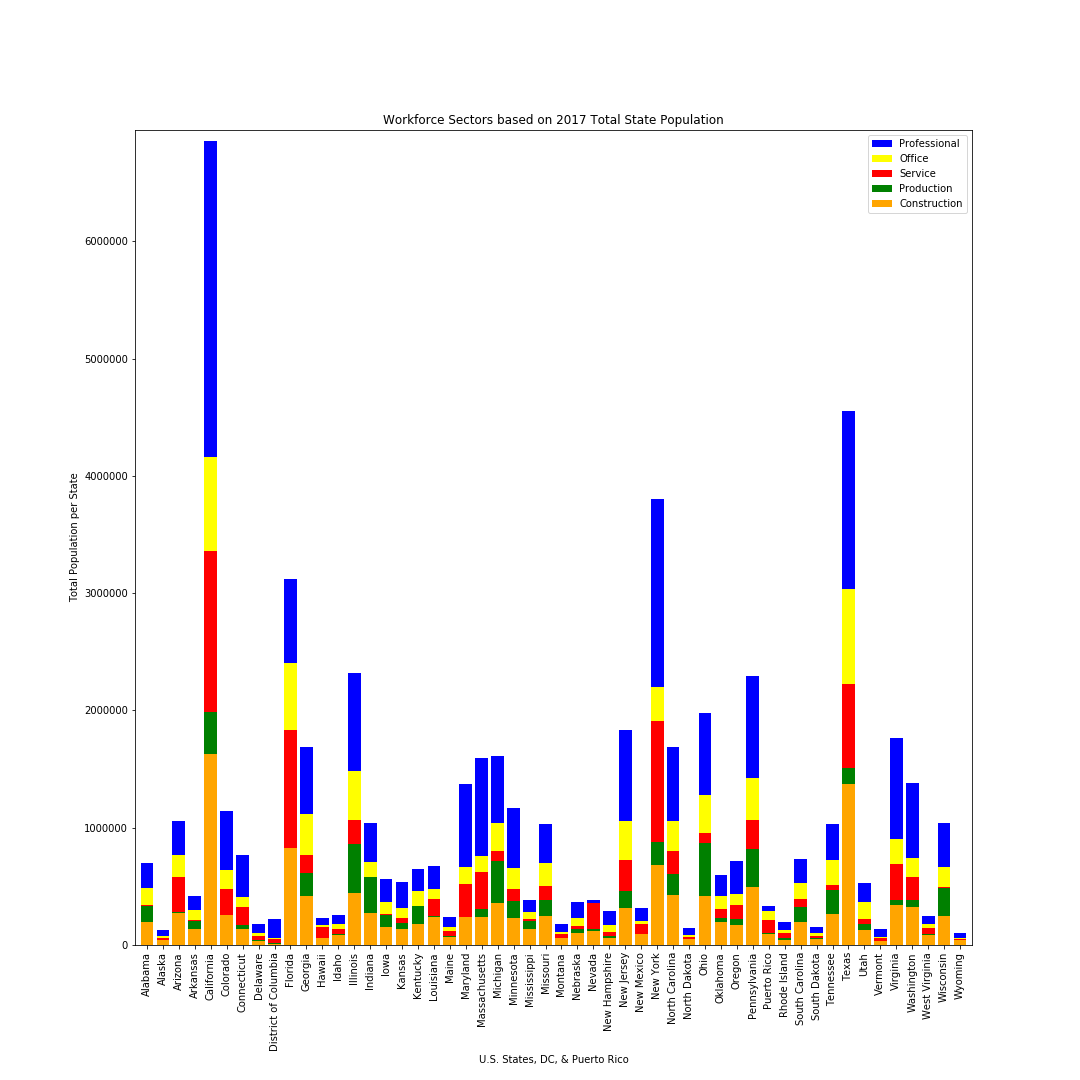 Workforce Sectors based on 2017 Total State Population
Professional
Office
Service
Production
Construction
6000000
5000000
4000000
3000000
2000000
1000000
0
Total Population per State
Alabama
Alaska
Arizona
Arkansas
California
Colorado
Connecticut
Delaware
District of Columbia
Florida
Georgia
Hawaii
Idaho
Illinois
Indiana
Iowa
Kansas
Kentucky
Louisiana
Maine
Maryland
Massachusetts
Michigan
Minnesota
Mississippi
Missouri
Montana
Nebraska
Nevada
New Hampshire
New Jersey
New Mexico
New York
North Carolina
North Dakota
Ohio
Oklahoma
Oregon
Pennsylvania
Puerto Rico
Rhode Island
South Carolina
South Dakota
Tennessee
Texas
Utah
Vermont
Virginia
Washington
West Virginia
Wisconsin
Wyoming
U.S. States, DC, & Puerto Rico